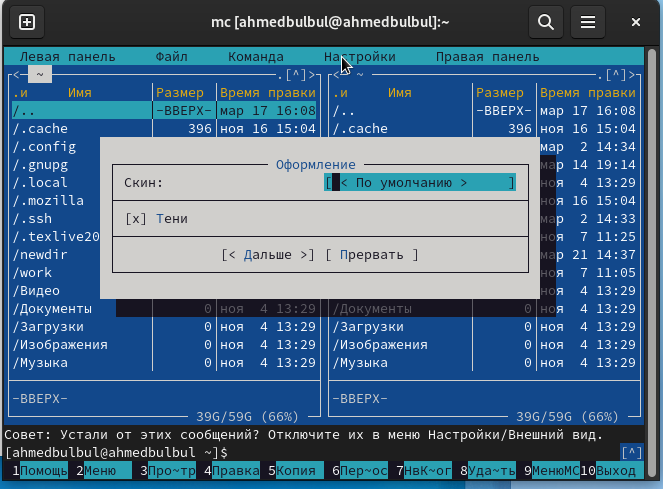 mc [ahmedbulbul@ahmedbulbul]:~
Левая панель Файл Команда Настройки Правая панель
<- ~ .[^]> <- ~ .[^]>
.и Имя Размер Время правки .и Имя Размер Время правки
/.. -ВВЕРХ- мар 17 16:08 /.. -ВВЕРХ- мар 17 16:08
/.cache 396 ноя 16 15:04 /.cache 396 ноя 16 15:04
/.config мар 2 14:34
/.gnupg Оформление мар 14 19:14
/.local Скин: [ < По умолчанию > ] ноя 4 13:29
/.mozilla ноя 16 15:04
/.ssh [x] Тени мар 2 14:33
/.texlive20 ноя 7 11:25
/newdir [< Дальше >] [ Прервать ] мар 21 14:37
/work ноя 7 11:05
/Видео ноя 4 13:29
/Документы 0 ноя 4 13:29 /Документы 0 ноя 4 13:29
/Загрузки 0 ноя 4 13:29 /Загрузки 0 ноя 4 13:29
/Изображения 0 ноя 4 13:29 /Изображения 0 ноя 4 13:29
/Музыка 0 ноя 4 13:29 /Музыка 0 ноя 4 13:29
-ВВЕРХ- -ВВЕРХ-
39G/59G (66%) 39G/59G (66%)
Совет: Устали от этих сообщений? Отключите их в меню Настройки/Внешний вид.
[ahmedbulbul@ahmedbulbul ~]$ [^]
1Помощь 2Меню 3Про~тр 4Правка 5Копия 6Пер~ос 7НвК~ог 8Уда~ть 9МенюMC 10Выход